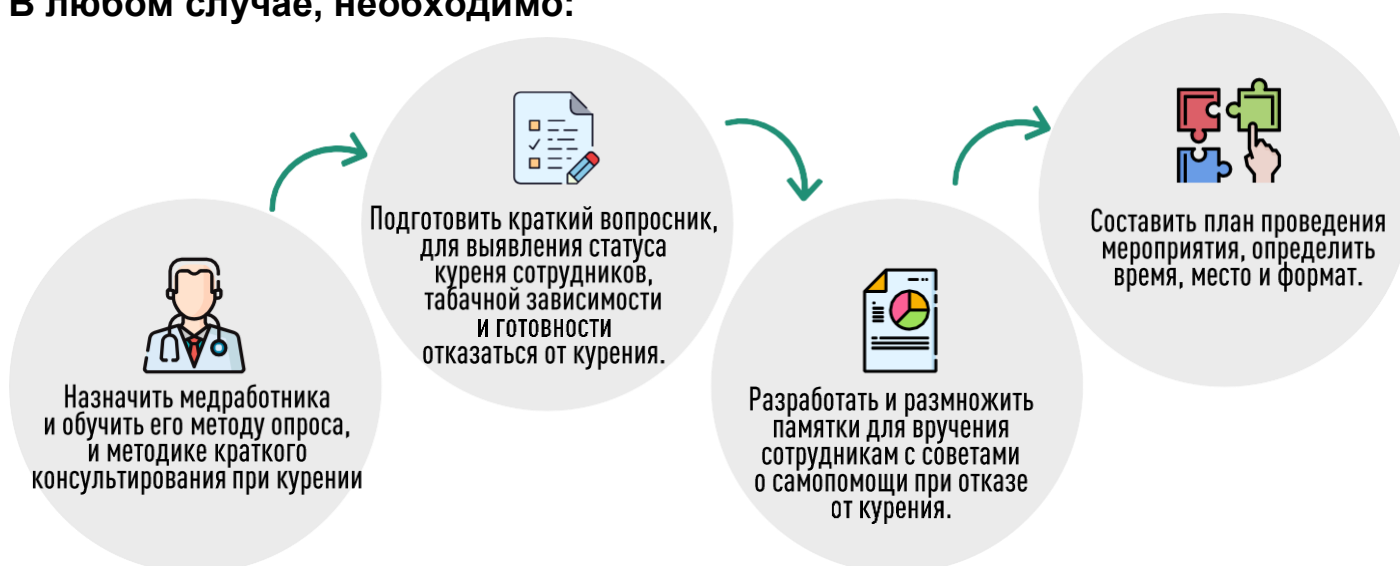 В любом случае, необходимо:
Назначить медработника
и обучить его методу опроса,
и методике краткого
консультирования при курении
Подготовить краткий вопросник,
для выявления статуса
куреня сотрудников,
табачной зависимости
и готовности
отказаться от курения.
Разработать и размножить
памятки для вручения
сотрудникам с советами
о самопомощи при отказе
от курения.
Составить план проведения
мероприятия, определить
время, место и формат.